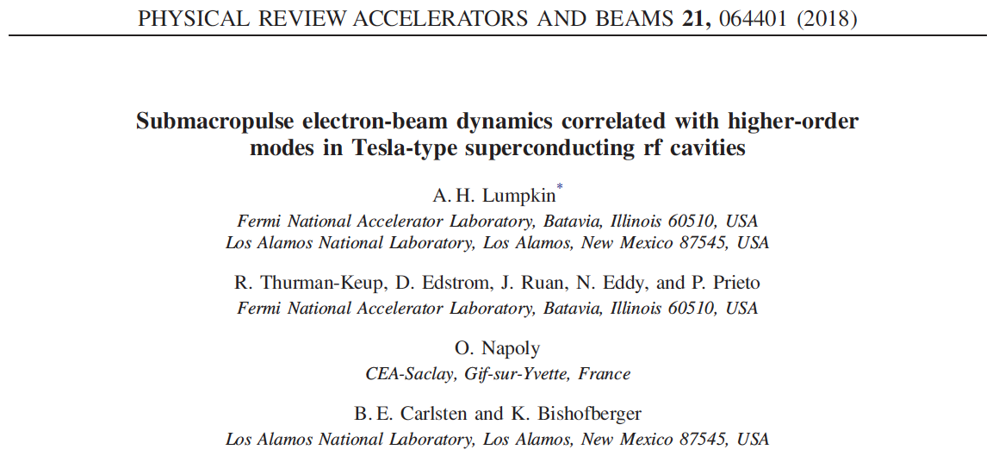 PHYSICAL REVIEW ACCELERATORS AND BEAMS 21, 064401 (2018)
Submacropulse electron-beam dynamics correlated with higher-order
modes in Tesla-type superconducting rf cavities
A. H. Lumpkin*
Fermi National Accelerator Laboratory, Batavia, Illinois 60510, USA
Los Alamos National Laboratory, Los Alamos, New Mexico 87545, USA
R. Thurman-Keup, D. Edstrom, J. Ruan, N. Eddy, and P. Prieto
Fermi National Accelerator Laboratory, Batavia, Illinois 60510, USA
O. Napoly
CEA-Saclay, Gif-sur-Yvette, France
B. E. Carlsten and K. Bishofberger
Los Alamos National Laboratory, Los Alamos, New Mexico 87545, USA